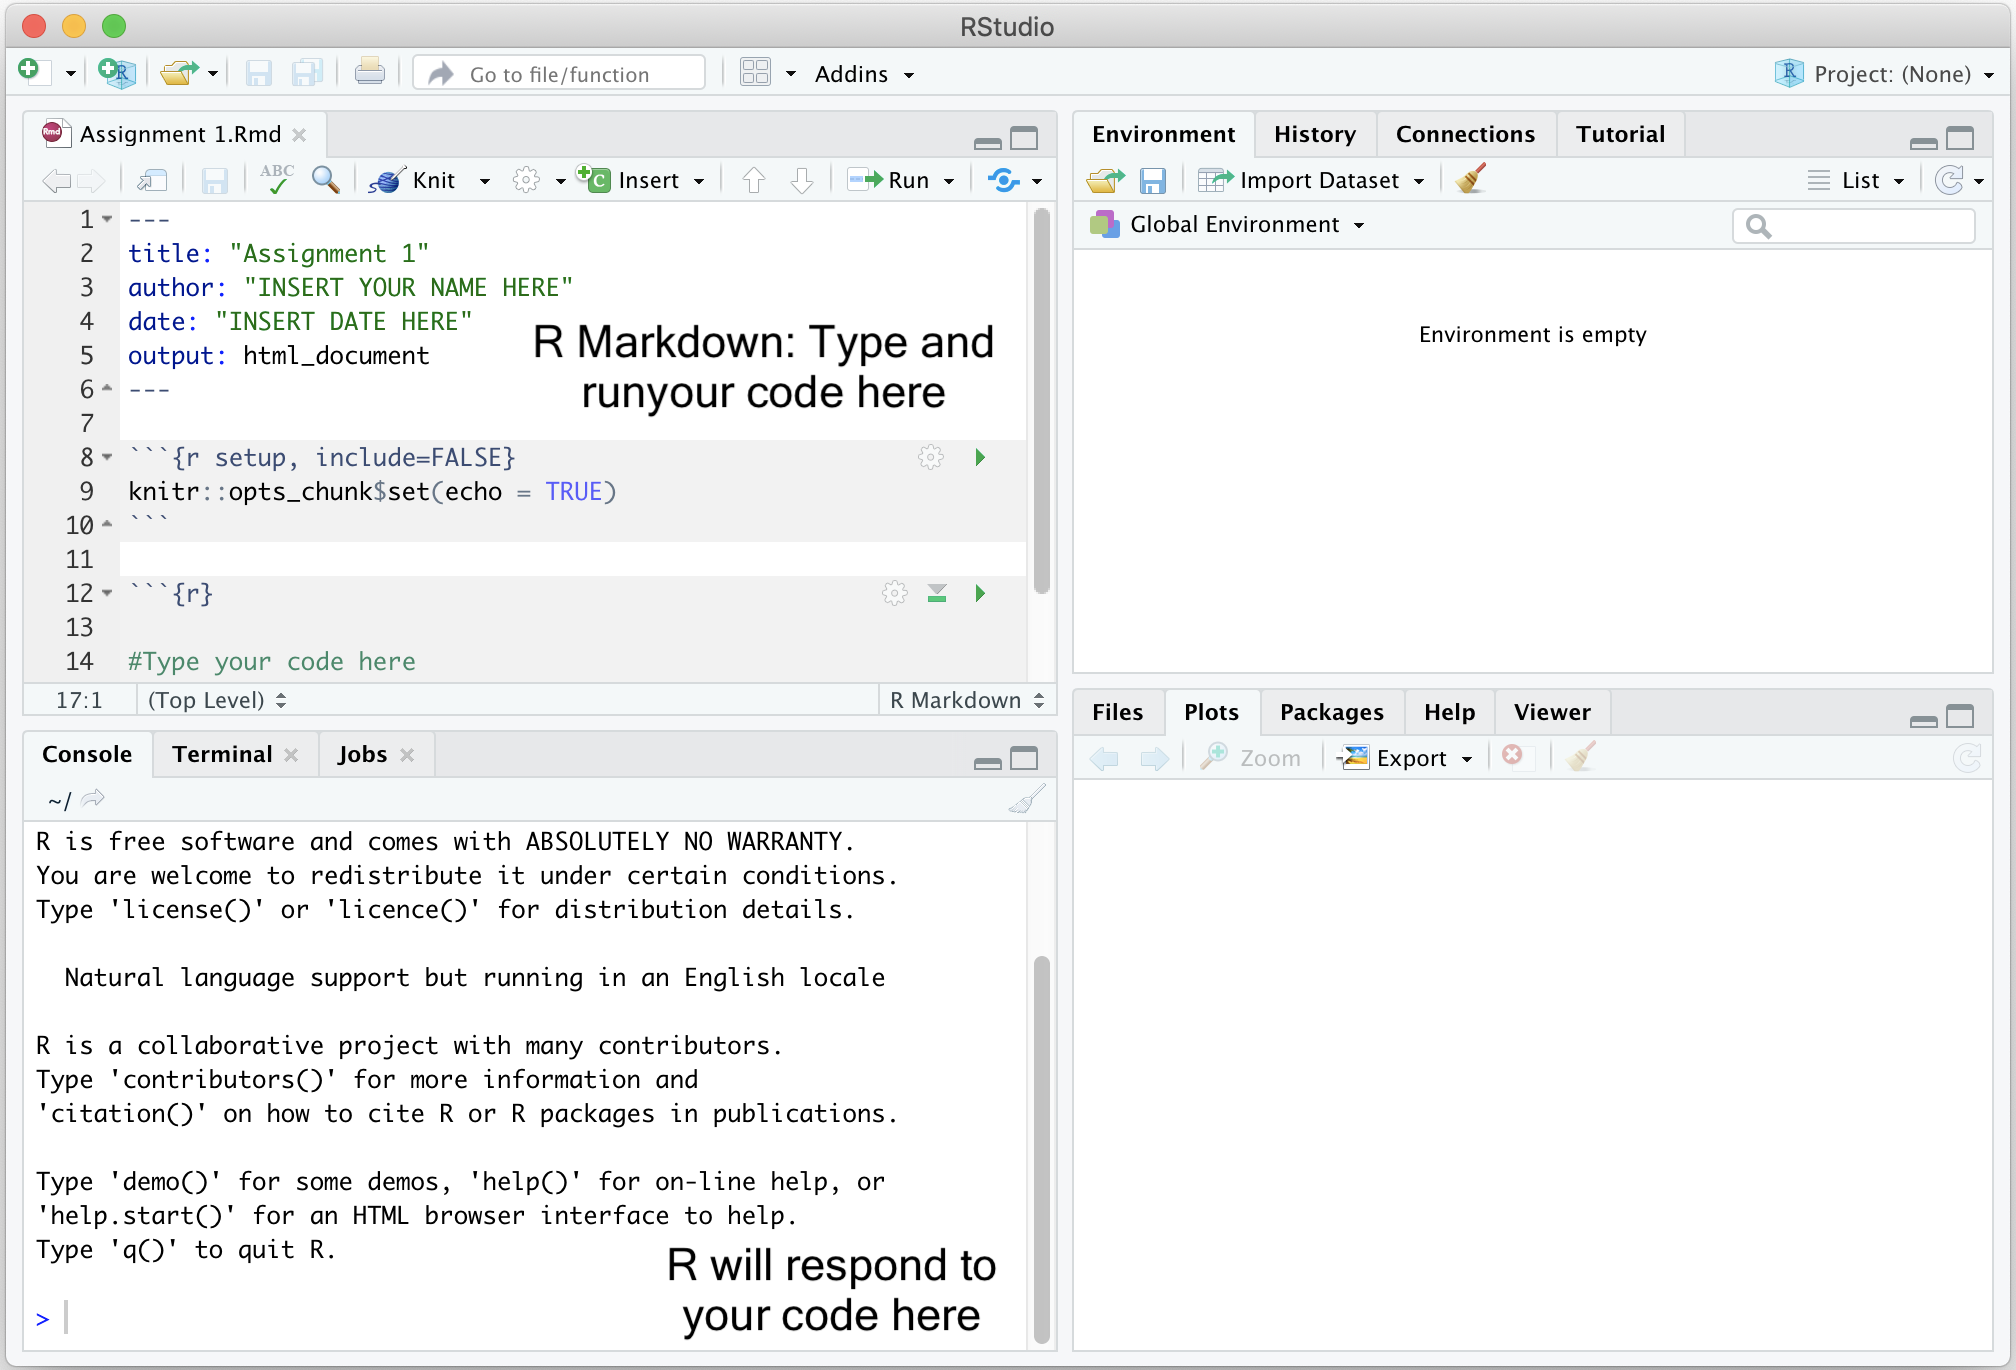 RStudio
Go to file/function
Addins
Project: (None)
Assignment 1.Rmd
ABC
Knit
Insert
Run
1 ---
2 title: "Assignment 1"
3 author: "INSERT YOUR NAME HERE"
4 date: "INSERT DATE HERE"
5 output: html_document
6 ---
7
R Markdown: Type and
runyour code here
8 ```{r setup, include=FALSE}
9 knitr::opts_chunk$set(echo = TRUE)
10 ```
11
12 ```{r}
13
14 #Type your code here
17:1 (Top Level) R Markdown
Console Terminal Jobs
~/
R is free software and comes with ABSOLUTELY NO WARRANTY.
You are welcome to redistribute it under certain conditions.
Type 'license()' or 'licence()' for distribution details.
Natural language support but running in an English locale
R is a collaborative project with many contributors.
Type 'contributors()' for more information and
'citation()' on how to cite R or R packages in publications.
Type 'demo()' for some demos, 'help()' for on-line help, or
'help.start()' for an HTML browser interface to help.
Type 'q()' to quit R.
>
R will respond to
your code here
Environment History Connections Tutorial
Import Dataset List
Global Environment
Environment is empty
Files Plots Packages Help Viewer
Zoom Export